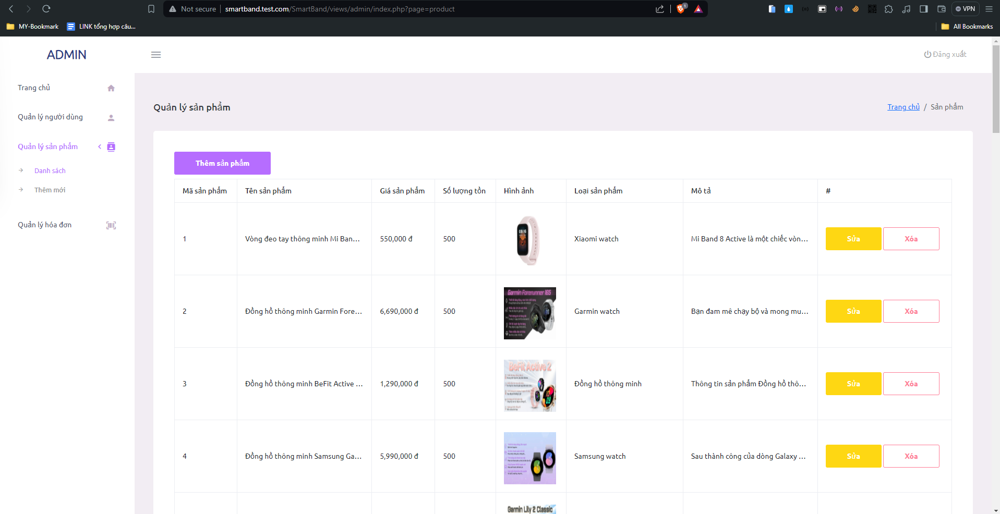 Not secure smartband.test.com/SmartBand/views/admin/index.php?page=product
1
VPN
MY-Bookmark LINK tổng hợp câu... All Bookmarks
ADMIN
Đăng xuất
Trang chủ
Quản lý người dùng
Quản lý sản phẩm
Danh sách
Thêm mới
Quản lý hóa đơn
Quản lý sản phẩm
Trang chủ / Sản phẩm
Thêm sản phẩm
Mã sản phẩm Tên sản phẩm Giá sản phẩm Số lượng tồn Hình ảnh Loại sản phẩm Mô tả #
1 Vòng đeo tay thông minh Mi Ban... 550,000 đ 500 Xiaomi watch Mi Band 8 Active là một chiếc vòn... Sửa Xóa
Garmin Forerunner 165
2 Đồng hồ thông minh Garmin Fore... 6,690,000 đ 500 Garmin watch Bạn đam mê chạy bộ và mong mu... Sửa Xóa
BeFit Active 2
3 Đồng hồ thông minh BeFit Active ... 1,290,000 đ 500 Đồng hồ thông minh Thông tin sản phẩm Đồng hồ thô... Sửa Xóa
4 Đồng hồ thông minh Samsung Ga... 5,990,000 đ 500 Samsung watch Sau thành công của dòng Galaxy ... Sửa Xóa
Garmin Lily 2 Classic